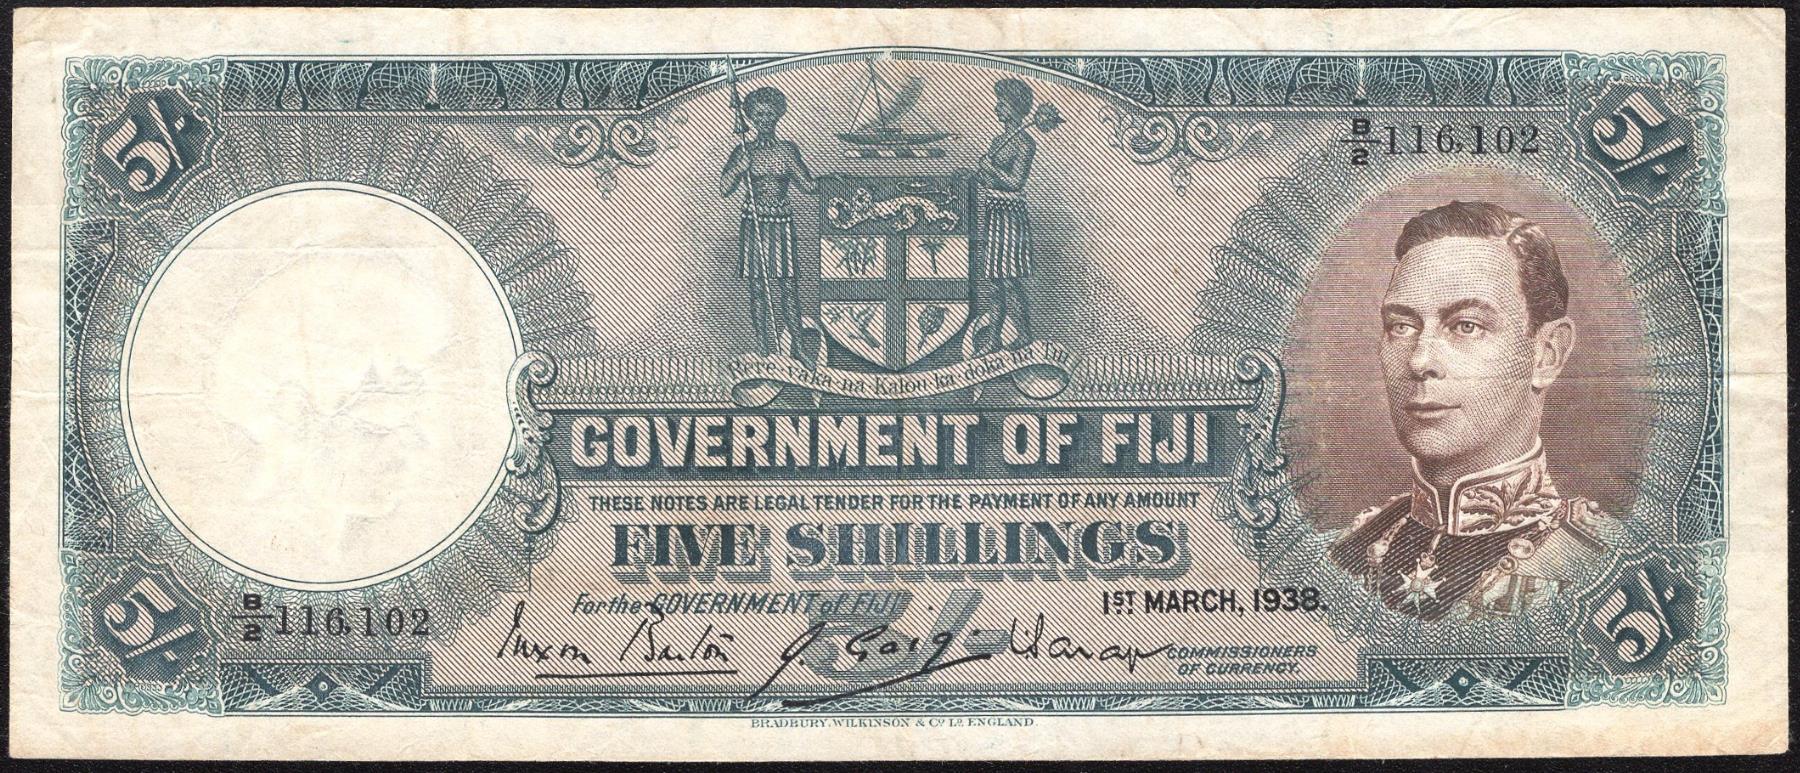 5/-
5/-
B/2 116,102
Rere-vaka-na Kalou ka doka na Tui
GOVERNMENT OF FIJI
THESE NOTES ARE LEGAL TENDER FOR THE PAYMENT OF ANY AMOUNT
FIVE SHILLINGS
For the GOVERNMENT of FIJI
1ST MARCH, 1938.
B/2 116,102
5/-
COMMISSIONERS
OF CURRENCY.
5/-
5/-
BRADBURY, WILKINSON & Co. Ld. ENGLAND.